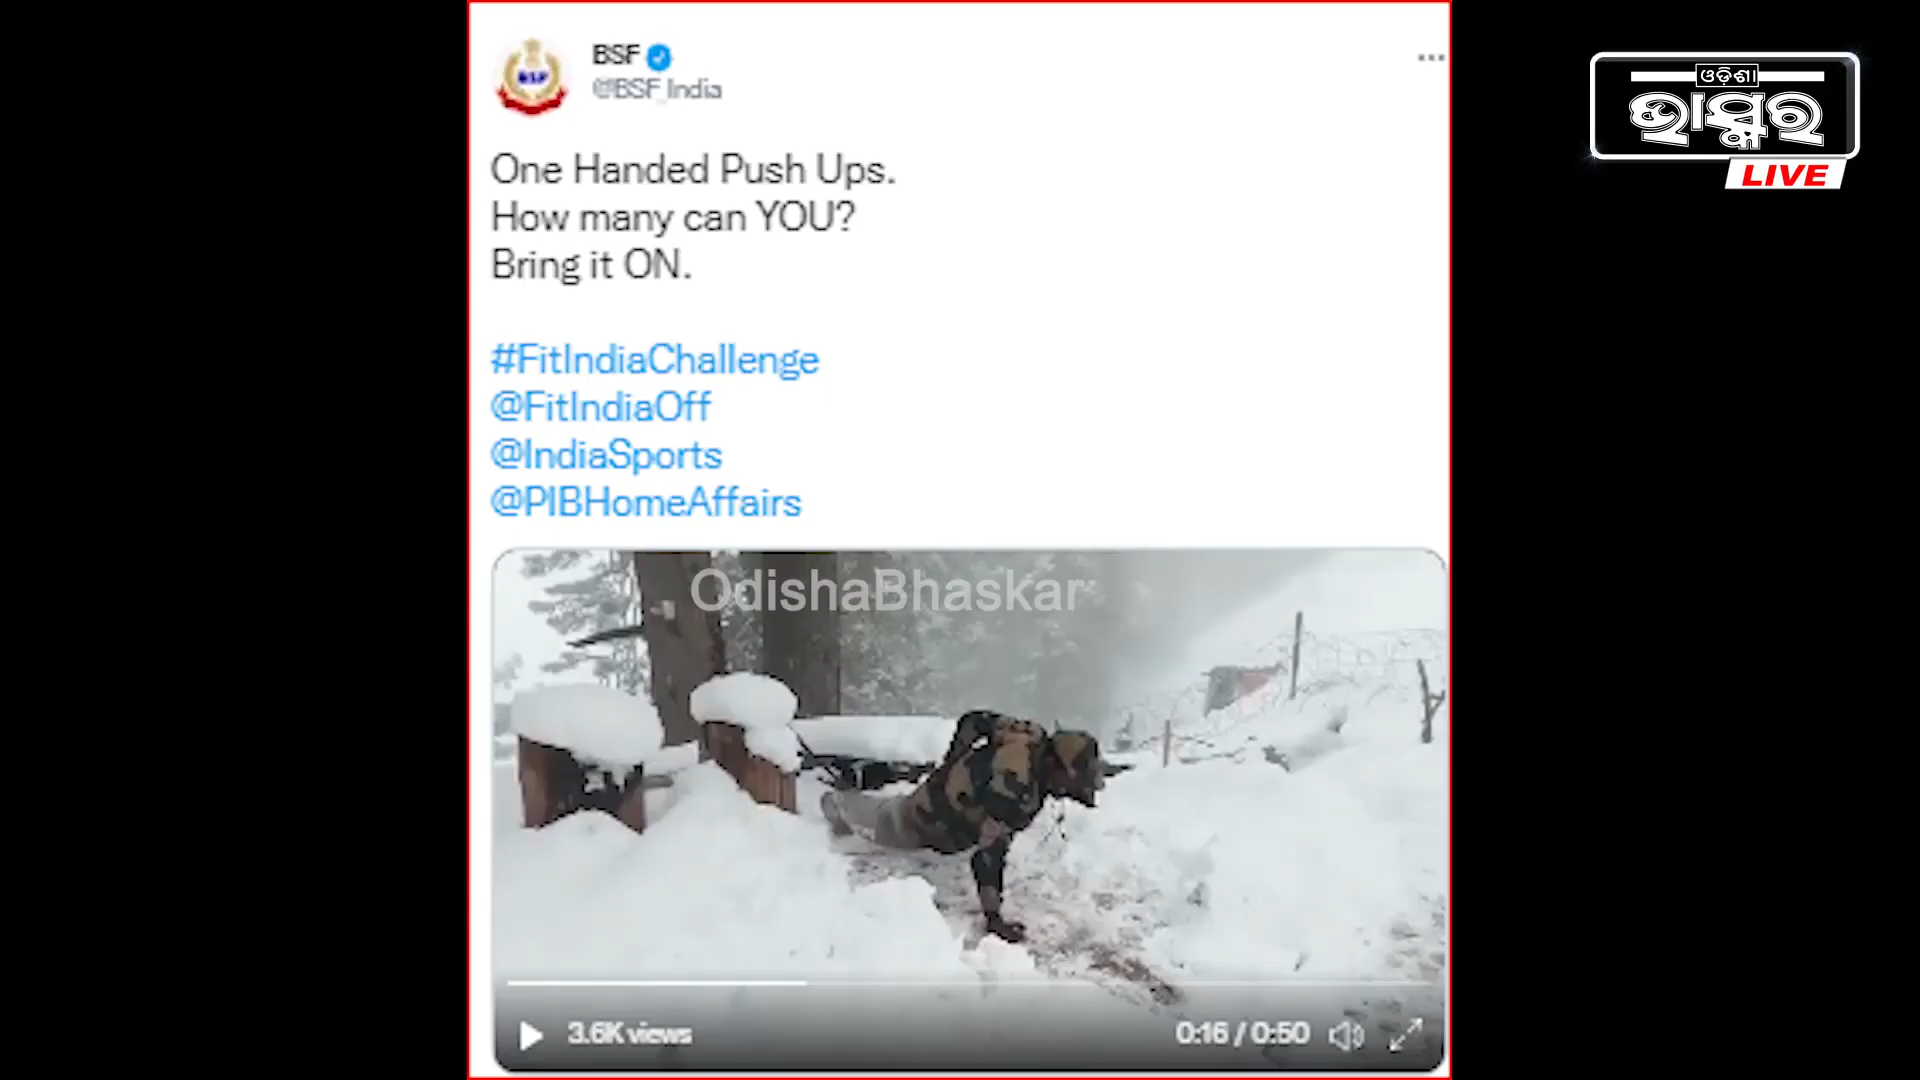 BSF
@BSF_India
One Handed Push Ups.
How many can YOU?
Bring it ON.
#FitIndiaChallenge
@FitIndiaOff
@IndiaSports
@PIBHomeAffairs
OdishaBhaskar
3.6K views
0:16 / 0:50
ଓଡ଼ିଶା
ଭାସ୍କର
LIVE
BSF